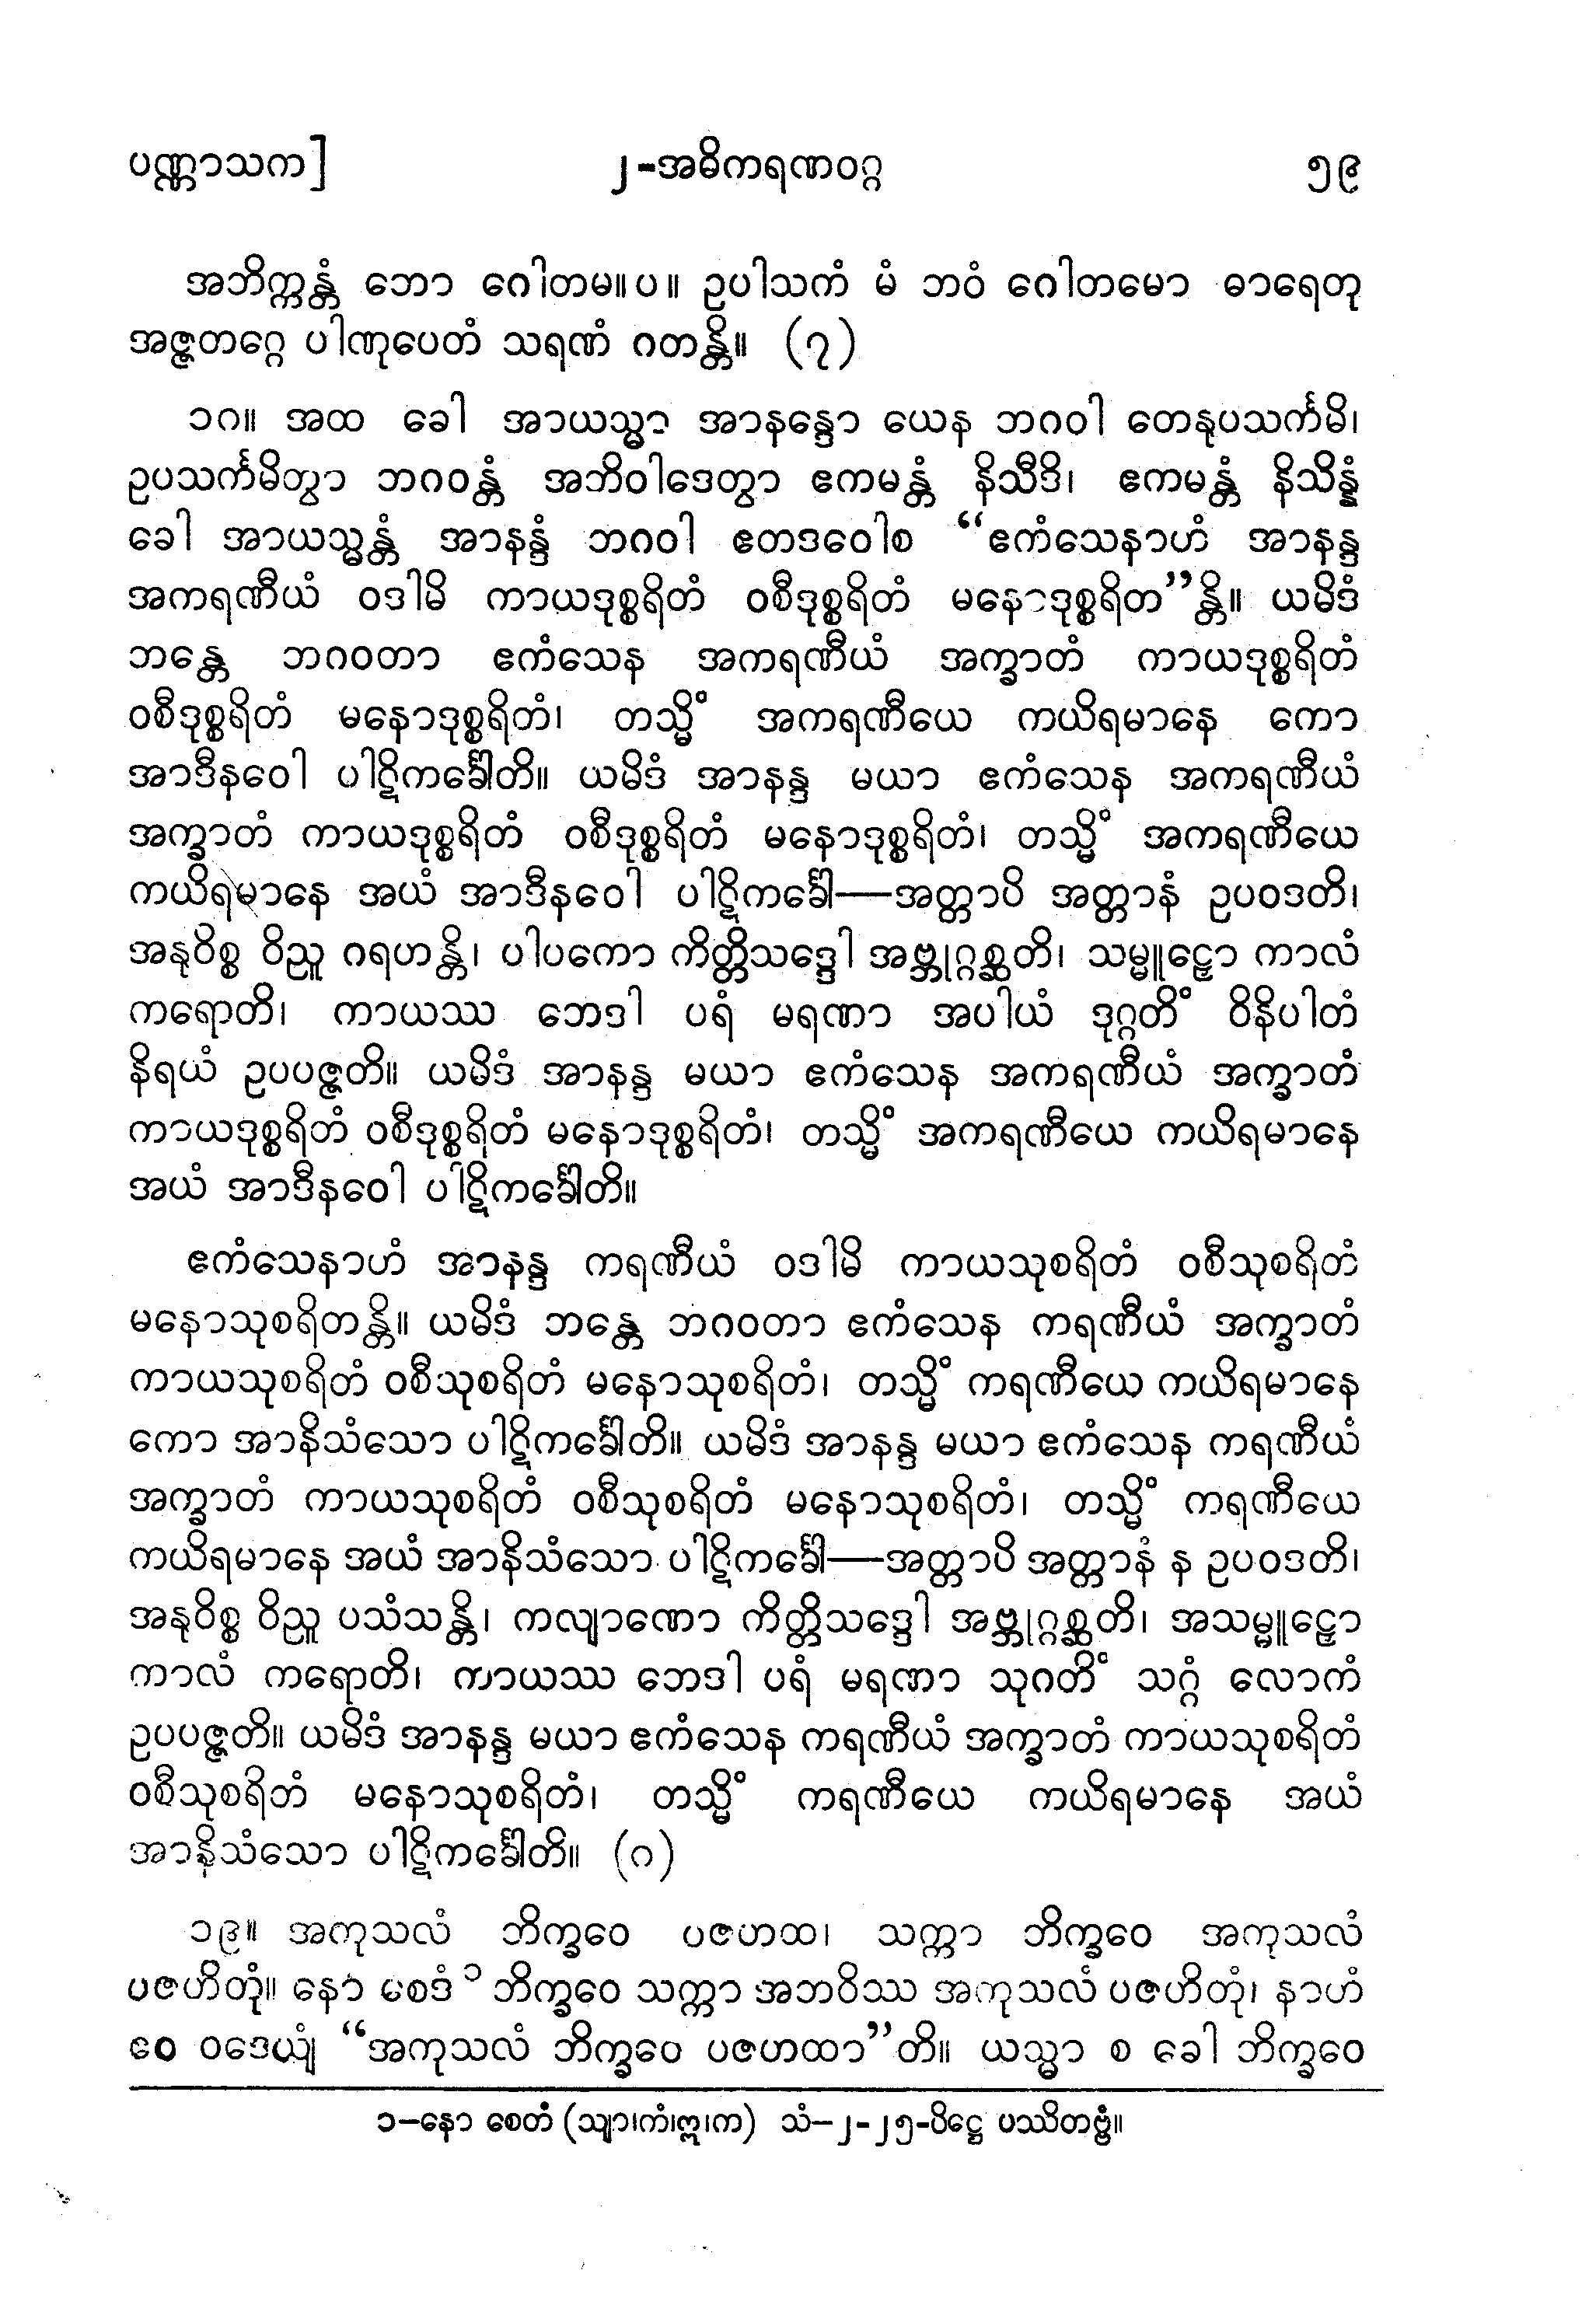 ပဏ္ဏာသက] ၂-အဓိကရဏဝဂ္ဂ ၅၉
အဘိက္ကန္တံ ဘော ဂေါတမ။ပ။ ဥပါသကံ မံ ဘဝံ ဂေါတမော ဓာရေတု
အဇ္ဇတဂ္ဂေ ပါဏုပေတံ သရဏံ ဂတန္တိ။ (၇)
၁၈။ အထ ခေါ အာယသ္မာ အာနန္ဒော ယေန ဘဂဝါ တေနုပသင်္ကမိ၊
ဥပသင်္ကမိတွာ ဘဂဝန္တံ အဘိဝါဒေတွာ ဧကမန္တံ နိသီဒိ၊ ဧကမန္တံ နိသိန္နံ
ခေါ အာယသ္မန္တံ အာနန္ဒံ ဘဂဝါ ဧတဒဝေါစ “ဧကံသေနာဟံ အာနန္ဒ
အကရဏီယံ ဝဒါမိ ကာယဒုစ္စရိတံ ဝစီဒုစ္စရိတံ မနောဒုစ္စရိတ”န္တိ။ ယမိဒံ
ဘန္တေ ဘဂဝတာ ဧကံသေန အကရဏီယံ အက္ခာတံ ကာယဒုစ္စရိတံ
ဝစီဒုစ္စရိတံ မနောဒုစ္စရိတံ၊ တသ္မိံ အကရဏီယေ ကယိရမာနေ ကော
အာဒီနဝေါ ပါဋိကင်္ခေါတိ။ ယမိဒံ အာနန္ဒ မယာ ဧကံသေန အကရဏီယံ
အက္ခာတံ ကာယဒုစ္စရိတံ ဝစီဒုစ္စရိတံ မနောဒုစ္စရိတံ၊ တသ္မိံ အကရဏီယေ
ကယိရမာနေ အယံ အာဒီနဝေါ ပါဋိကင်္ခေါ—အတ္တာပိ အတ္တာနံ ဥပဝဒတိ၊
အနုဝိစ္စ ဝိညူ ဂရဟန္တိ၊ ပါပကော ကိတ္တိသဒ္ဒေါ အဗ္ဘုဂ္ဂစ္ဆတိ၊ သမ္မူဠှော ကာလံ
ကရောတိ၊ ကာယဿ ဘေဒါ ပရံ မရဏာ အပါယံ ဒုဂ္ဂတိံ ဝိနိပါတံ
နိရယံ ဥပပဇ္ဇတိ။ ယမိဒံ အာနန္ဒ မယာ ဧကံသေန အကရဏီယံ အက္ခာတံ
ကာယဒုစ္စရိတံ ဝစီဒုစ္စရိတံ မနောဒုစ္စရိတံ၊ တသ္မိံ အကရဏီယေ ကယိရမာနေ
အယံ အာဒီနဝေါ ပါဋိကင်္ခေါတိ။
ဧကံသေနာဟံ အာနန္ဒ ကရဏီယံ ဝဒါမိ ကာယသုစရိတံ ဝစီသုစရိတံ
မနောသုစရိတန္တိ။ ယမိဒံ ဘန္တေ ဘဂဝတာ ဧကံသေန ကရဏီယံ အက္ခာတံ
ကာယသုစရိတံ ဝစီသုစရိတံ မနောသုစရိတံ၊ တသ္မိံ ကရဏီယေ ကယိရမာနေ
ကော အာနိသံသော ပါဋိကင်္ခေါတိ။ ယမိဒံ အာနန္ဒ မယာ ဧကံသေန ကရဏီယံ
အက္ခာတံ ကာယသုစရိတံ ဝစီသုစရိတံ မနောသုစရိတံ၊ တသ္မိံ ကရဏီယေ
ကယိရမာနေ အယံ အာနိသံသော ပါဋိကင်္ခေါ—အတ္တာပိ အတ္တာနံ န ဥပဝဒတိ၊
အနုဝိစ္စ ဝိညူ ပသံသန္တိ၊ ကလျာဏော ကိတ္တိသဒ္ဒေါ အဗ္ဘုဂ္ဂစ္ဆတိ၊ အသမ္မူဠှော
ကာလံ ကရောတိ၊ ကာယဿ ဘေဒါ ပရံ မရဏာ သုဂတိံ သဂ္ဂံ လောကံ
ဥပပဇ္ဇတိ။ ယမိဒံ အာနန္ဒ မယာ ဧကံသေန ကရဏီယံ အက္ခာတံ ကာယသုစရိတံ
ဝစီသုစရိတံ မနောသုစရိတံ၊ တသ္မိံ ကရဏီယေ ကယိရမာနေ အယံ
အာနိသံသော ပါဋိကင်္ခေါတိ။ (၈)
၁၉။ အကုသလံ ဘိက္ခဝေ ပဇဟထ၊ သက္ကာ ဘိက္ခဝေ အကုသလံ
ပဇဟိတုံ။ နော စေဒံ ၁ ဘိက္ခဝေ သက္ကာ အဘဝိဿ အကုသလံ ပဇဟိတုံ၊ နာဟံ
ဧဝ ဝဒေယျံ “အကုသလံ ဘိက္ခဝေ ပဇဟထာ”တိ။ ယသ္မာ စ ခေါ ဘိက္ခဝေ
၁–နော စေတံ (သျာ၊ကံ၊ဣ၊က) သံ–၂-၂၅-ပိဋ္ဌေ ပဿိတဗ္ဗံ။